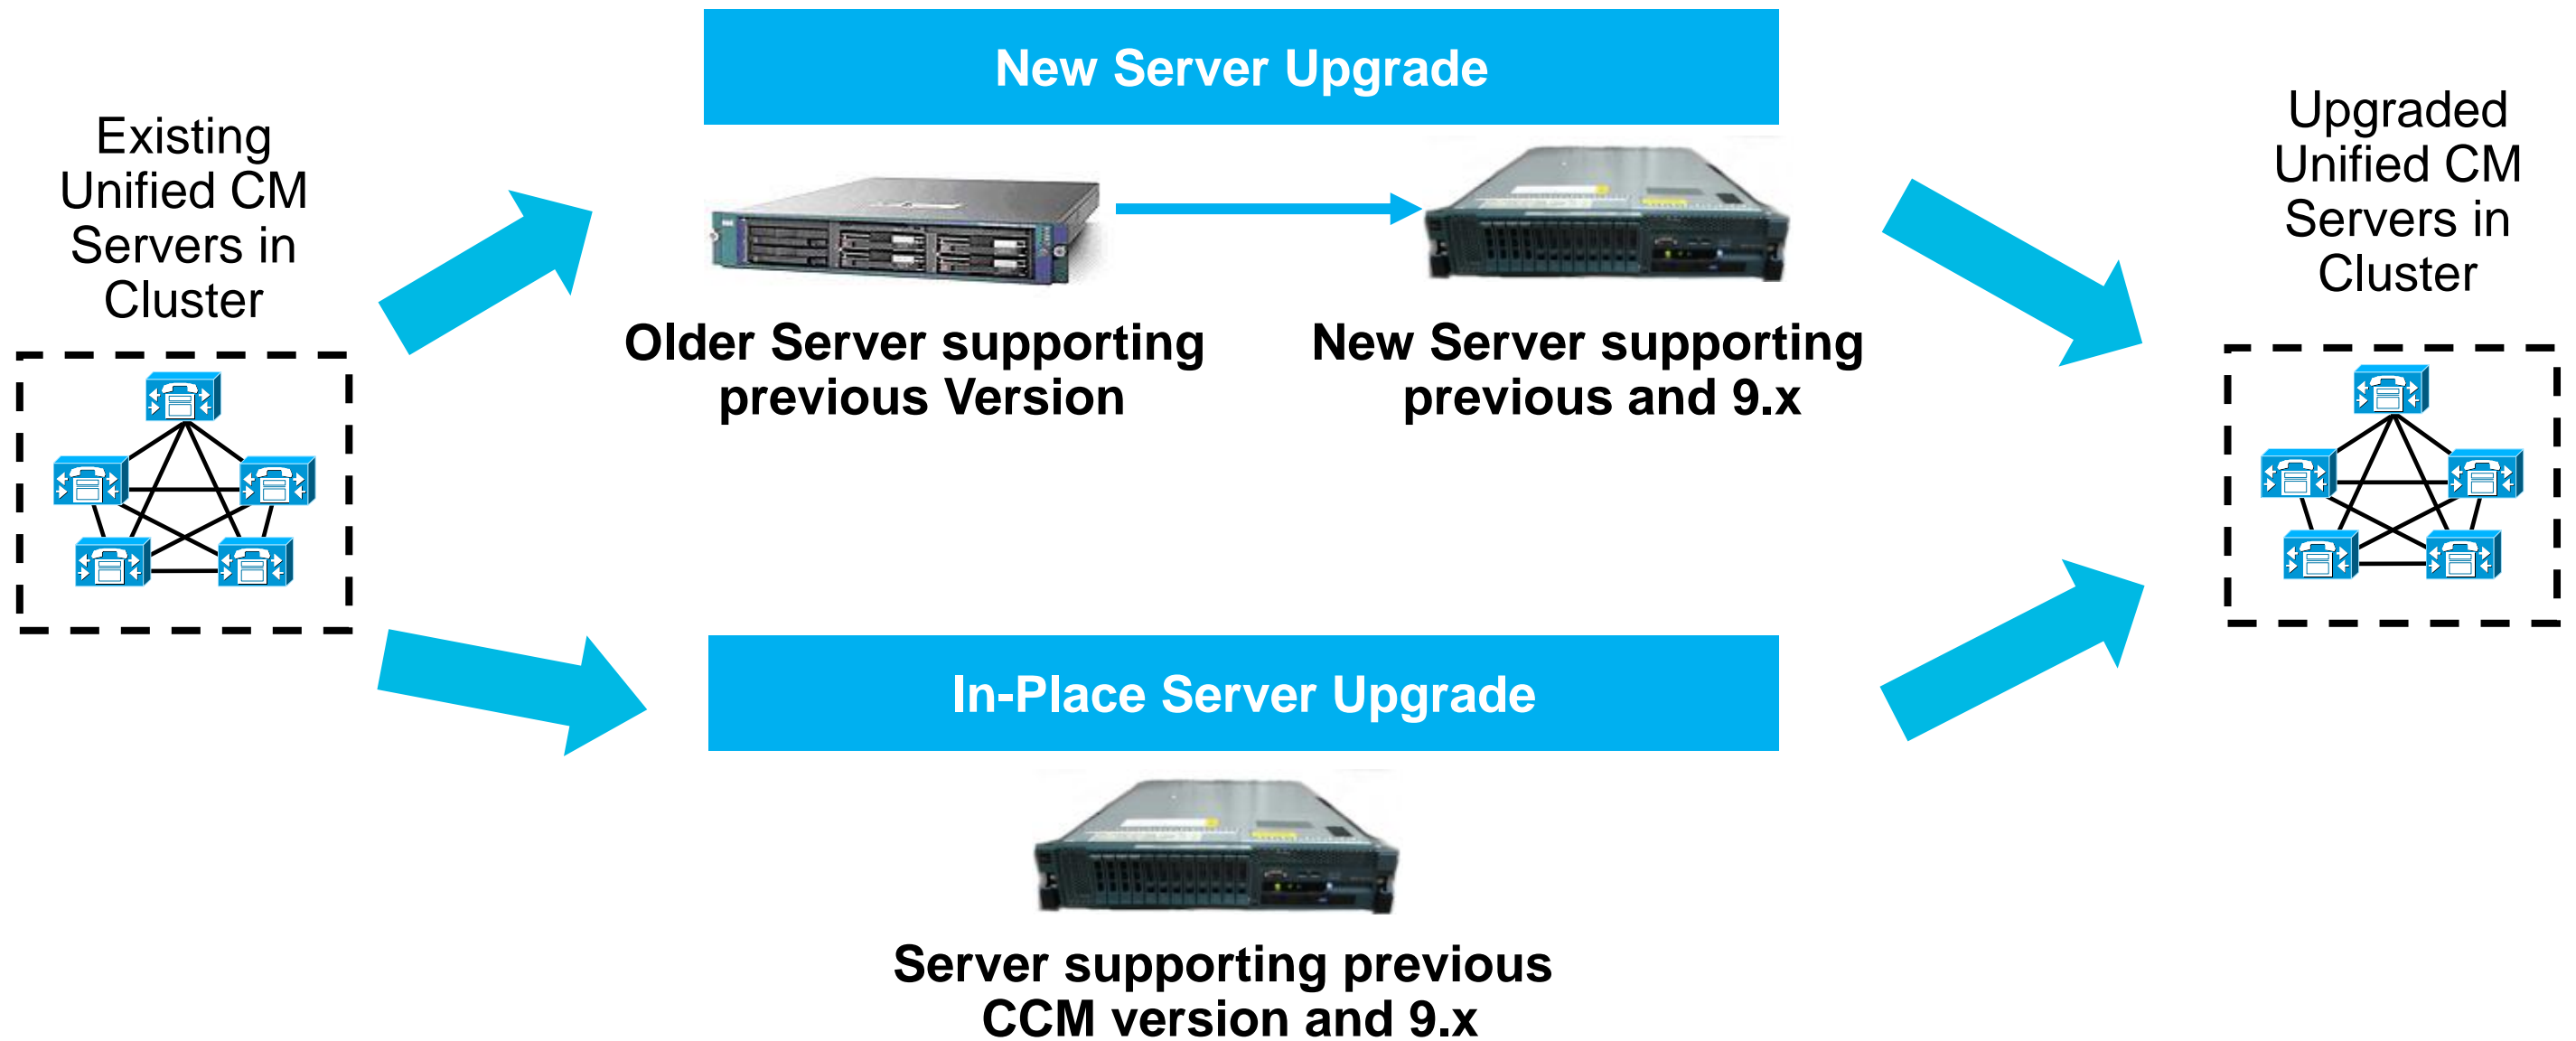 New Server Upgrade
Existing
Unified CM
Servers in
Cluster
Upgraded
Unified CM
Servers in
Cluster
Older Server supporting
previous Version
New Server supporting
previous and 9.x
In-Place Server Upgrade
Server supporting previous
CCM version and 9.x